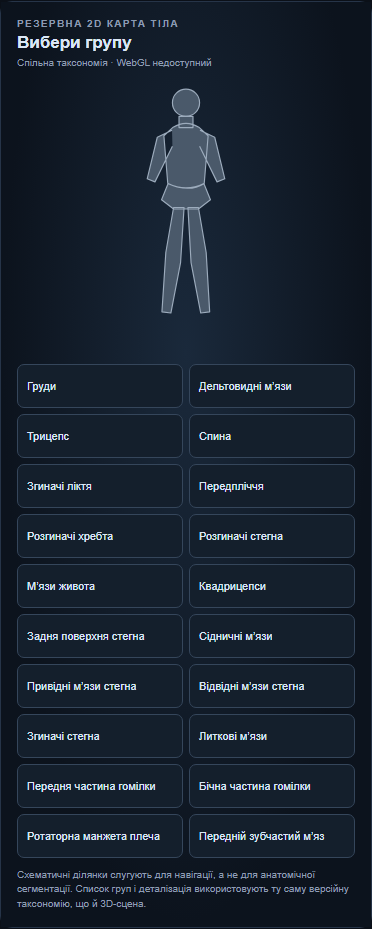 РЕЗЕРВНА 2D КАРТА ТІЛА
Вибери групу
Спільна таксономія · WebGL недоступний
Груди
Дельтовидні м'язи
Трицепс
Спина
Згиначі ліктя
Передпліччя
Розгиначі хребта
Розгиначі стегна
М'язи живота
Квадрицепси
Задня поверхня стегна
Сідничні м'язи
Привідні м'язи стегна
Відвідні м'язи стегна
Згиначі стегна
Литкові м'язи
Передня частина гомілки
Бічна частина гомілки
Ротаторна манжета плеча
Передній зубчастий м'яз
Схематичні ділянки слугують для навігації, а не для анатомічної
сегментації. Список груп і деталізація використовують ту саму версійну
таксономію, що й 3D-сцена.